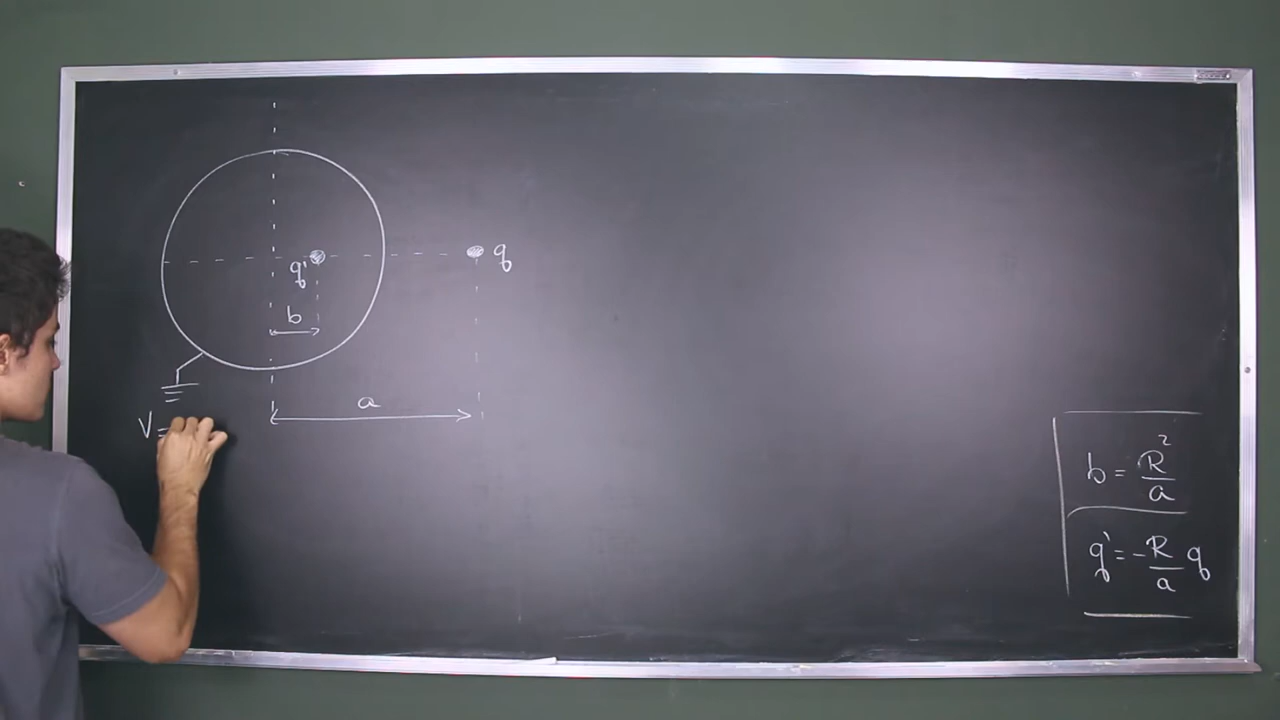 q' q
b
a
V =
b = R²/a
q' = -R/a q